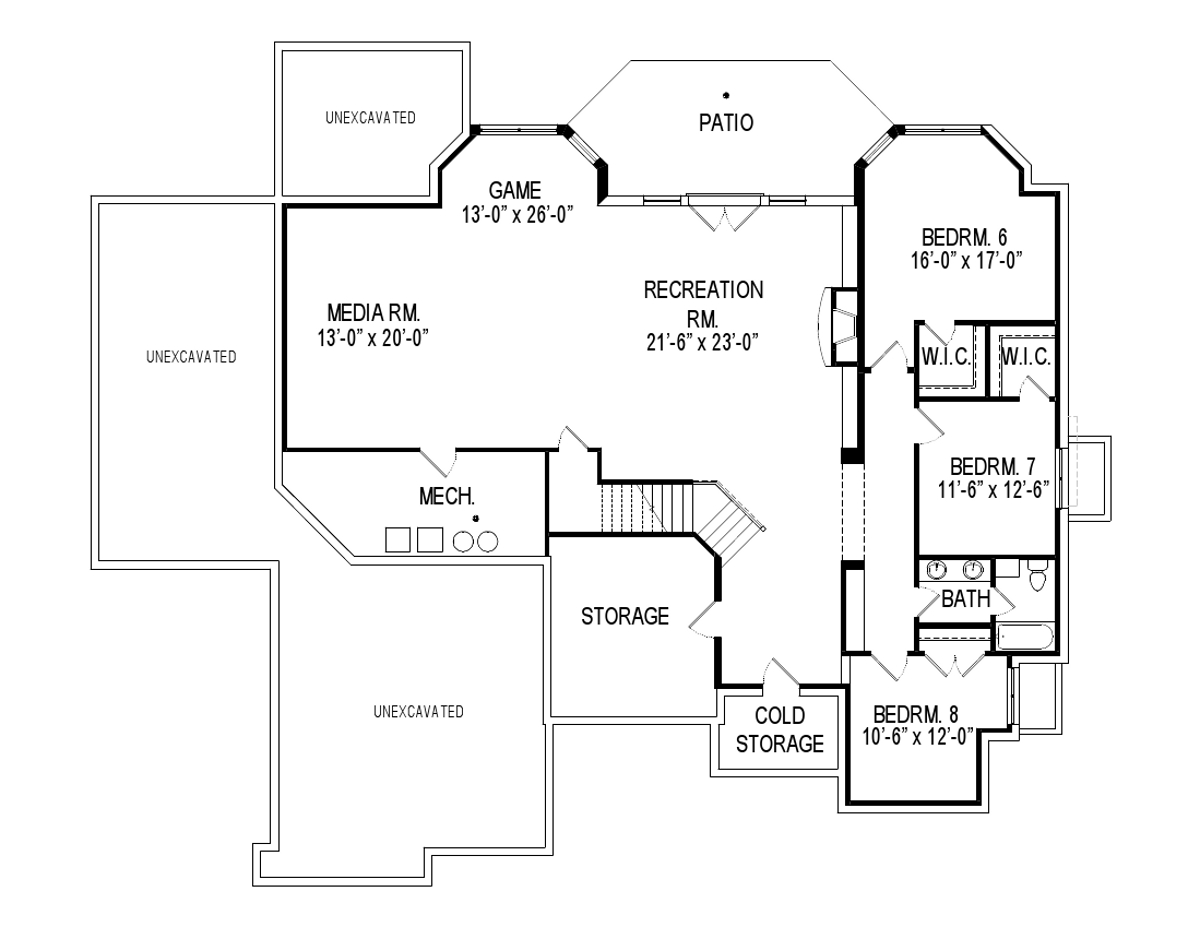 UNEXCAVATED
PATIO
GAME
13'-0" x 26'-0"
BEDRM. 6
16'-0" x 17'-0"
RECREATION
RM.
21'-6" x 23'-0"
MEDIA RM.
13'-0" x 20'-0"
UNEXCAVATED
W.I.C.
W.I.C.
BEDRM. 7
11'-6" x 12'-6"
MECH.
BATH
STORAGE
UNEXCAVATED
COLD
STORAGE
BEDRM. 8
10'-6" x 12'-0"